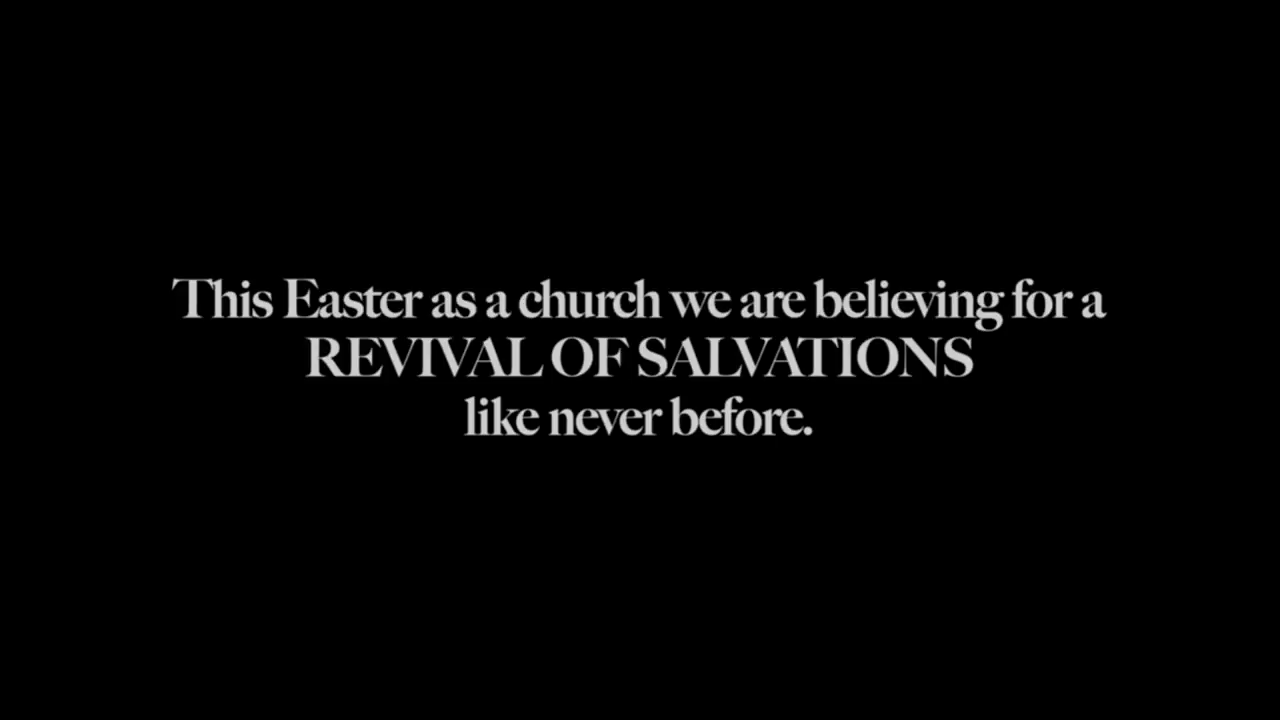 This Easter as a church we are believing for a
REVIVAL OF SALVATIONS
like never before.